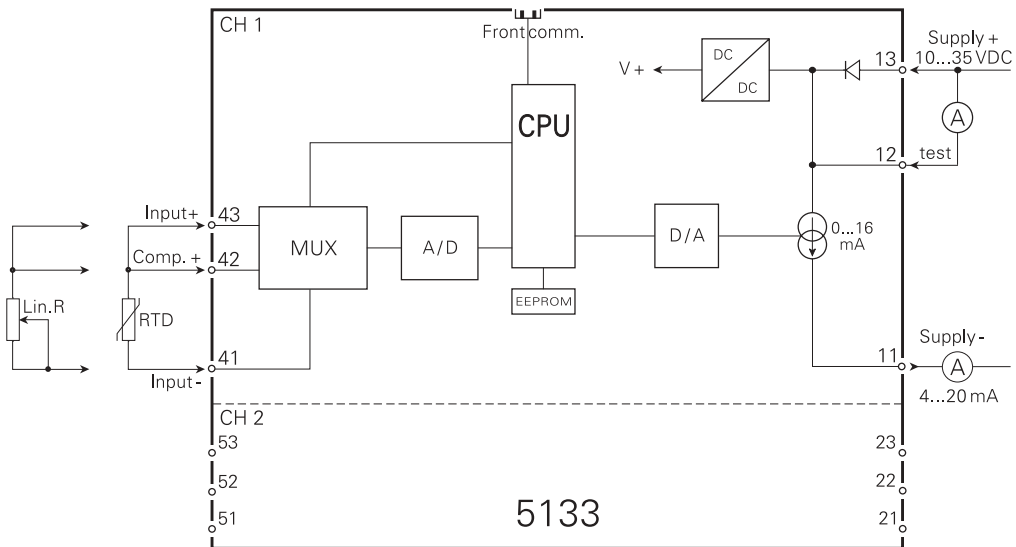 CH 1
Front comm.
Supply +
10...35 VDC
13
V +
DC
DC
CPU
A
12
test
Input+
43
MUX
A/D
D/A
0...16
mA
Comp. +
42
EEPROM
Lin.R
RTD
41
Input -
Supply -
11
A
4...20 mA
CH 2
53
23
52
22
51
21
5133